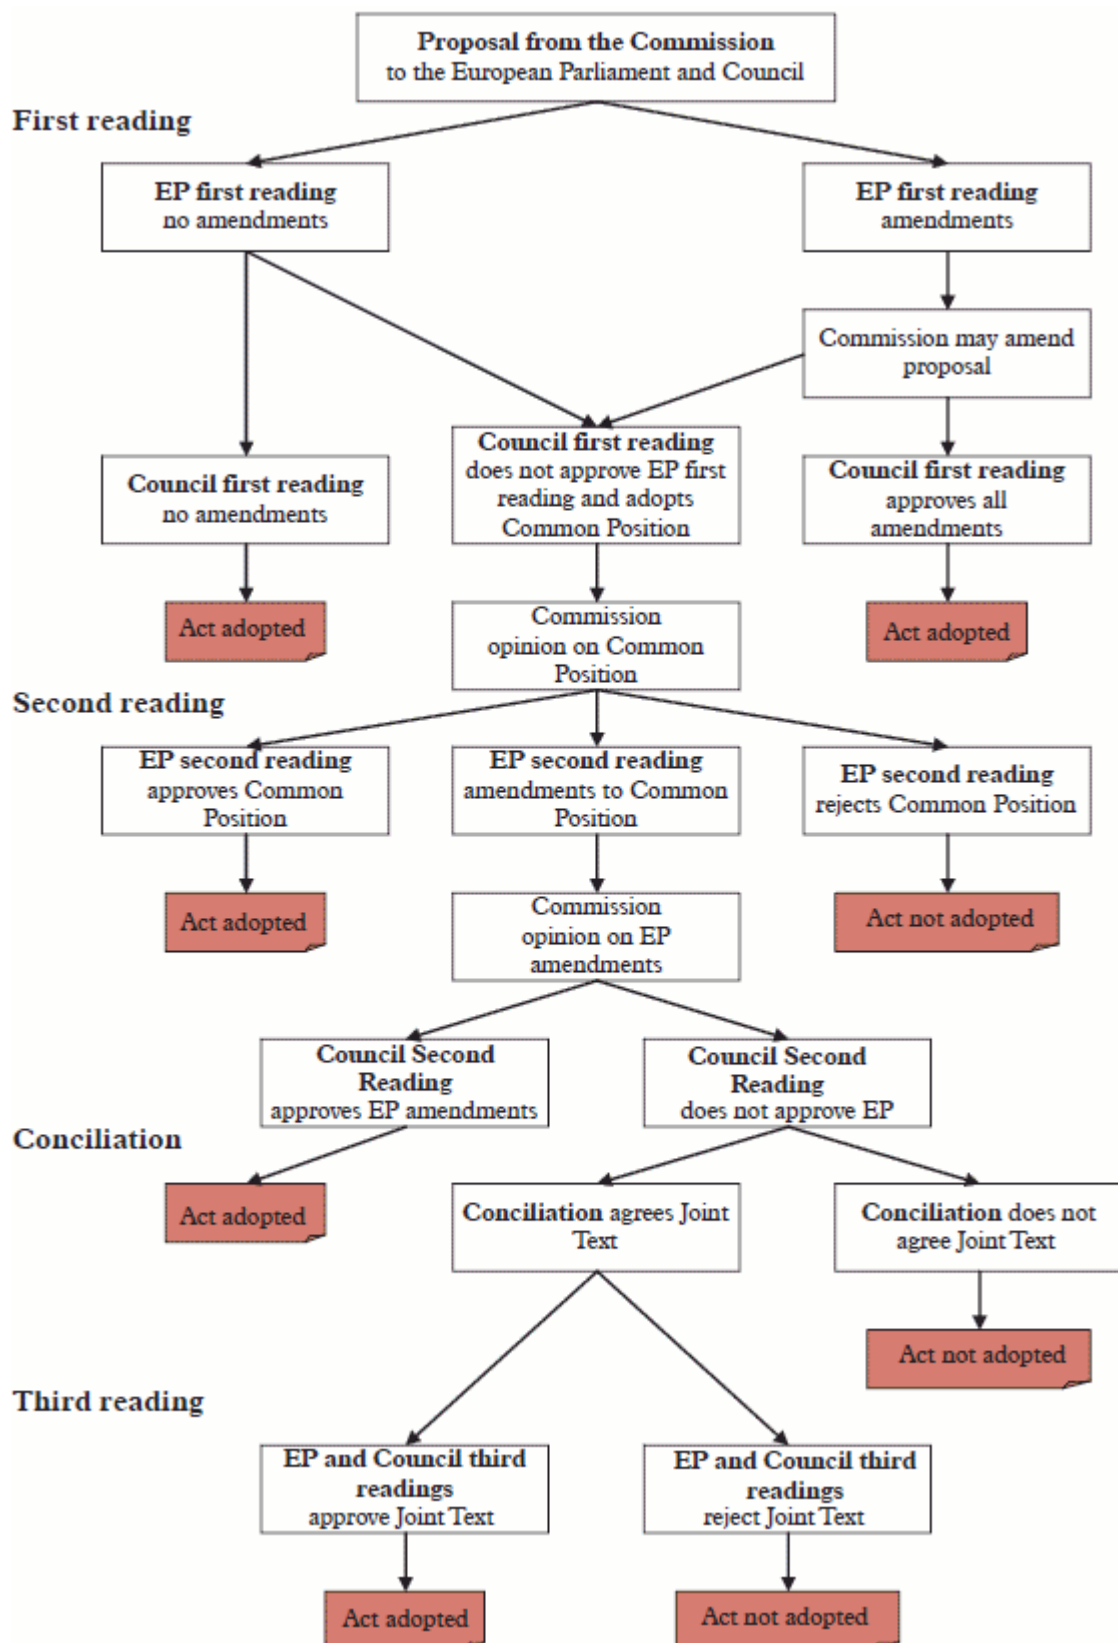 Proposal from the Commission
to the European Parliament and Council
First reading
EP first reading
no amendments
EP first reading
amendments
Commission may amend
proposal
Council first reading
no amendments
Council first reading
does not approve EP first
reading and adopts
Common Position
Council first reading
approves all
amendments
Act adopted
Commission
opinion on Common
Position
Act adopted
Second reading
EP second reading
approves Common
Position
EP second reading
amendments to Common
Position
EP second reading
rejects Common Position
Act adopted
Commission
opinion on EP
amendments
Act not adopted
Council Second
Reading
approves EP amendments
Council Second
Reading
does not approve EP
Conciliation
Act adopted
Conciliation agrees Joint
Text
Conciliation does not
agree Joint Text
Act not adopted
Third reading
EP and Council third
readings
approve Joint Text
EP and Council third
readings
reject Joint Text
Act adopted
Act not adopted